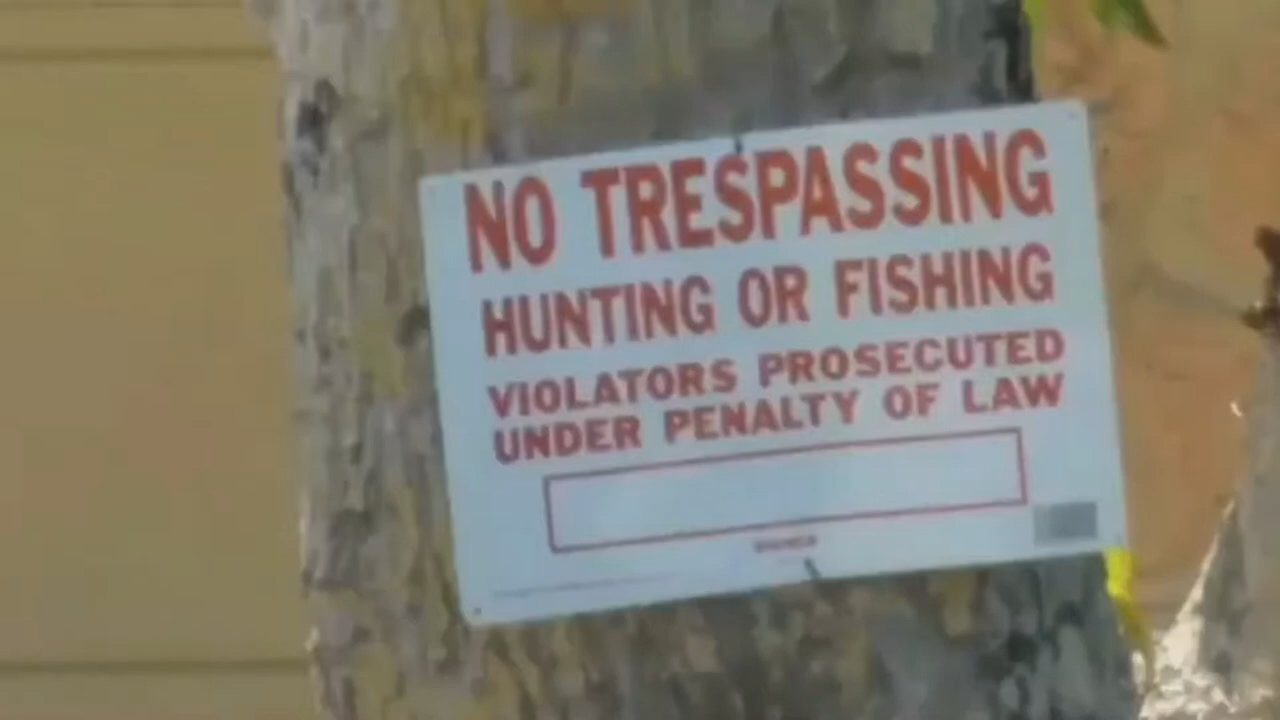 NO TRESPASSING
HUNTING OR FISHING
VIOLATORS PROSECUTED
UNDER PENALTY OF LAW